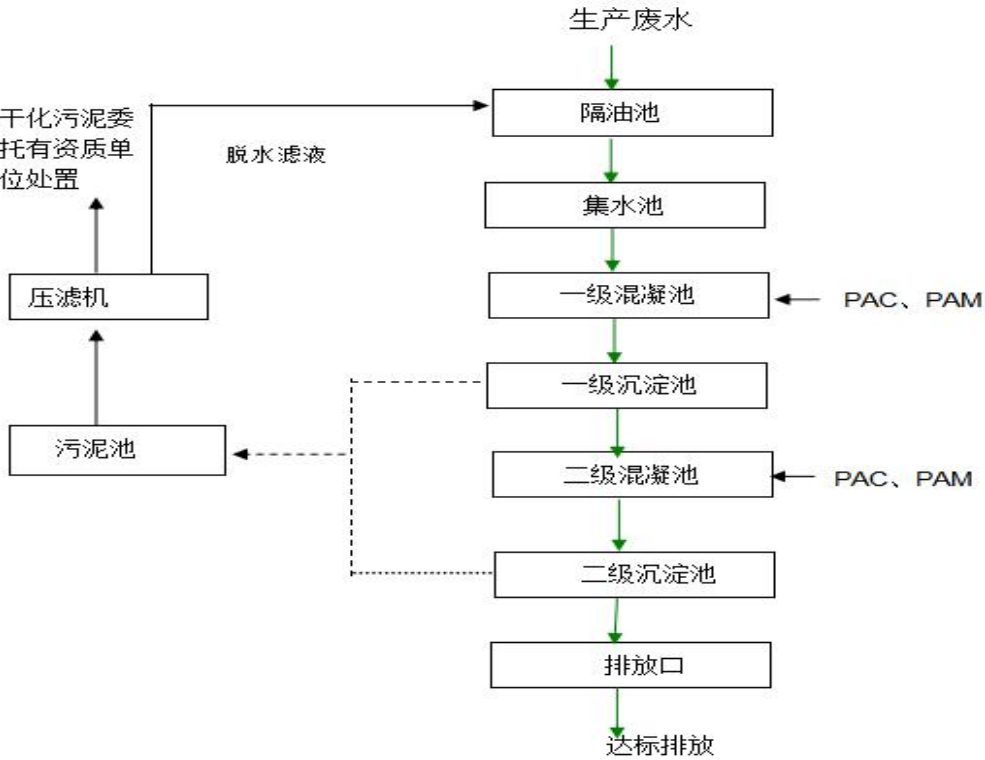 生产废水
隔油池
干化污泥委
托有资质单
位处置
脱水滤液
集水池
压滤机
一级混凝池
PAC、PAM
一级沉淀池
污泥池
二级混凝池
PAC、PAM
二级沉淀池
排放口
达标排放